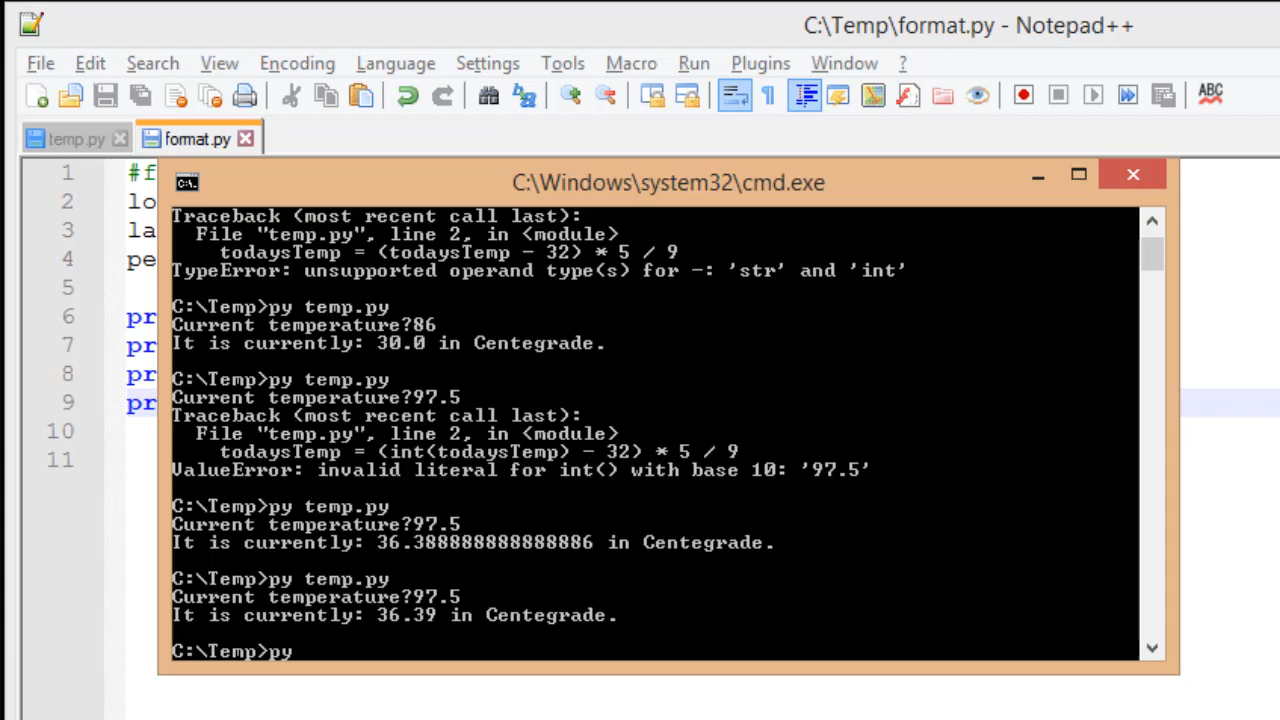 C:\Temp\format.py - Notepad++
File Edit Search View Encoding Language Settings Tools Macro Run Plugins Window ?
ABC
temp.py format.py
1 #f
2 lo
3 la
4 pe
5
6 pr
7 pr
8 pr
9 pr
10
11
C:\Windows\system32\cmd.exe
Traceback (most recent call last):
File "temp.py", line 2, in <module>
todaysTemp = (todaysTemp - 32) * 5 / 9
TypeError: unsupported operand type(s) for -: 'str' and 'int'
C:\Temp>py temp.py
Current temperature?86
It is currently: 30.0 in Centegrade.
C:\Temp>py temp.py
Current temperature?97.5
Traceback (most recent call last):
File "temp.py", line 2, in <module>
todaysTemp = (int(todaysTemp) - 32) * 5 / 9
ValueError: invalid literal for int() with base 10: '97.5'
C:\Temp>py temp.py
Current temperature?97.5
It is currently: 36.388888888888886 in Centegrade.
C:\Temp>py temp.py
Current temperature?97.5
It is currently: 36.39 in Centegrade.
C:\Temp>py